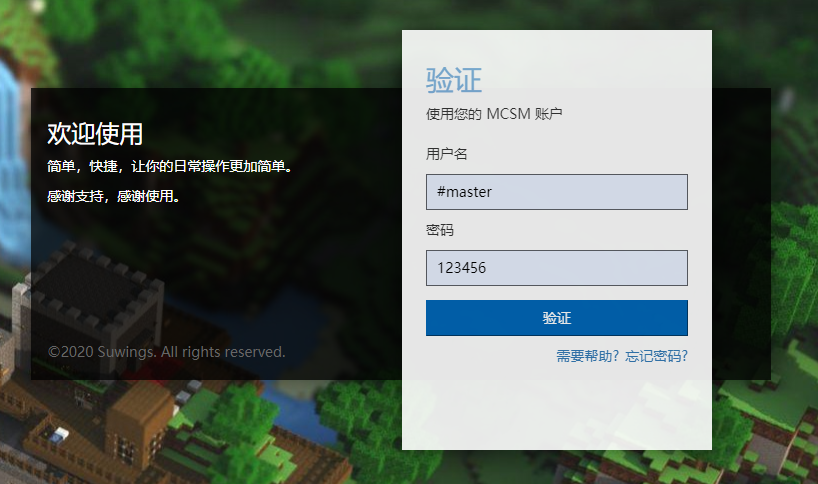 欢迎使用
简单，快捷，让你的日常操作更加简单。
感谢支持，感谢使用。
©2020 Suwings. All rights reserved.
验证
使用您的 MCSM 账户
用户名
#master
密码
123456
验证
需要帮助? 忘记密码?